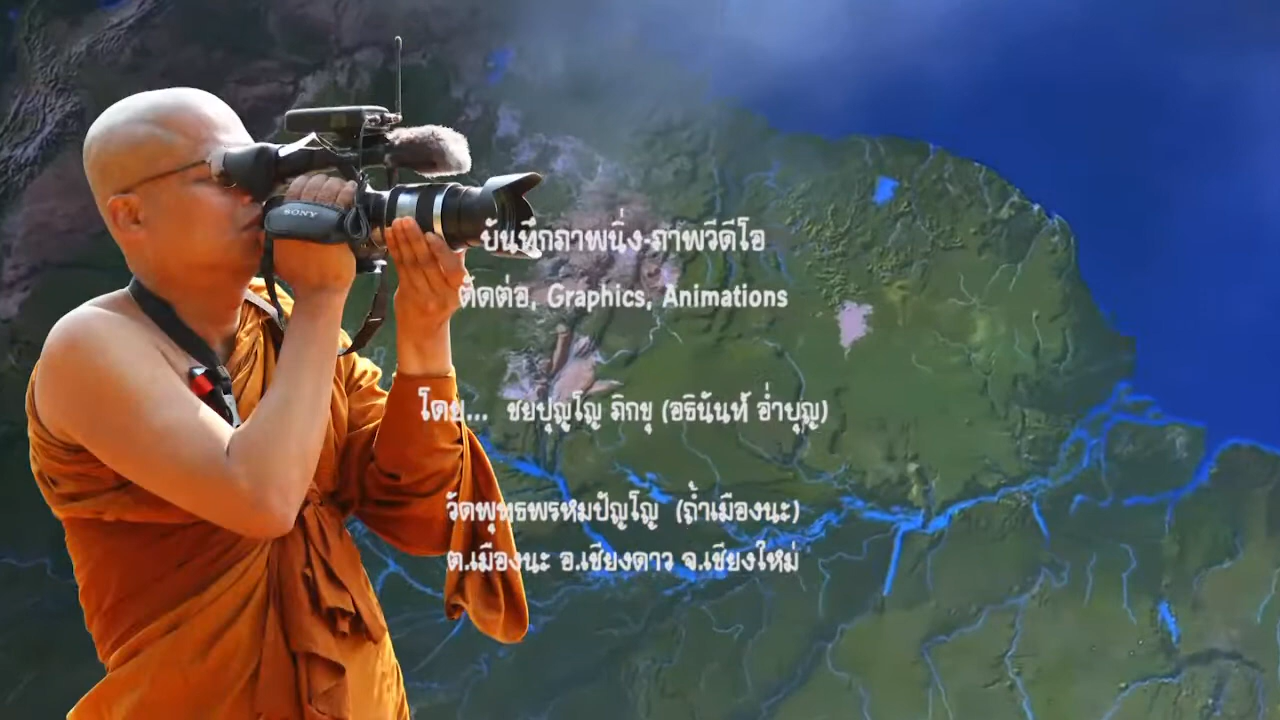 SONY
บันทึกภาพนิ่ง-ภาพวีดีโอ
ตัดต่อ, Graphics, Animations
โดย... ชยปุญโญ ภิกขุ (อธินันท์ อ่ำบุญ)
วัดพุทธพรหมปัญโญ (ถ้ำเมืองนะ)
ต.เมืองนะ อ.เชียงดาว จ.เชียงใหม่